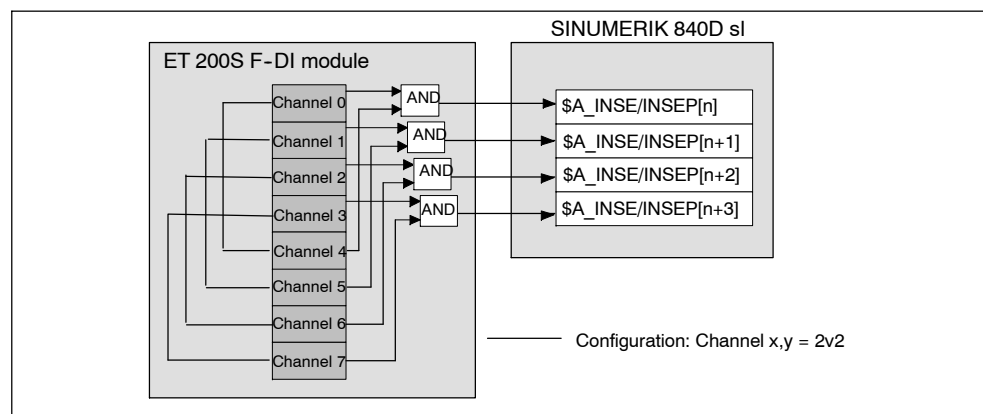 SINUMERIK 840D sl
ET 200S F-DI module
Channel 0
Channel 1
Channel 2
Channel 3
Channel 4
Channel 5
Channel 6
Channel 7
AND
AND
AND
AND
$A_INSE/INSEP[n]
$A_INSE/INSEP[n+1]
$A_INSE/INSEP[n+2]
$A_INSE/INSEP[n+3]
Configuration: Channel x,y = 2v2